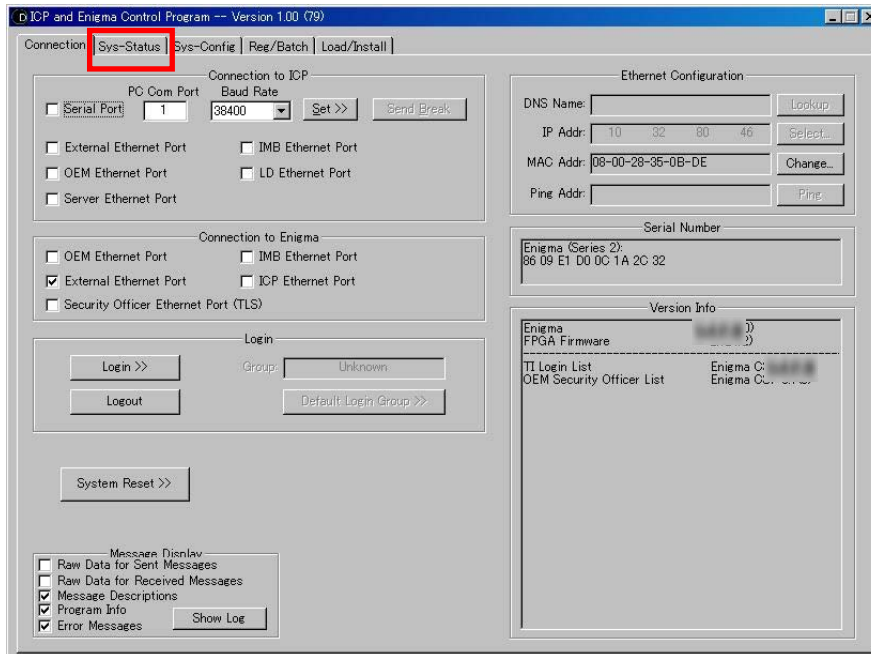 ICP and Enigma Control Program -- Version 1.00 (79)
Connection Sys-Status Sys-Config Reg/Batch Load/Install
Connection to ICP
PC Com Port Baud Rate
Serial Port 1 38400 Set >> Send Break
External Ethernet Port IMB Ethernet Port
OEM Ethernet Port LD Ethernet Port
Server Ethernet Port
Connection to Enigma
OEM Ethernet Port IMB Ethernet Port
External Ethernet Port ICP Ethernet Port
Security Officer Ethernet Port (TLS)
Login
Login >> Group: Unknown
Logout Default Login Group >>
System Reset >>
Message Display
Raw Data for Sent Messages
Raw Data for Received Messages
Message Descriptions
Program Info
Error Messages
Show Log
Ethernet Configuration
DNS Name: Lookup
IP Addr: 10 32 80 46 Select...
MAC Addr: 08-00-28-35-0B-DE Change...
Ping Addr: Ping
Serial Number
Enigma (Series 2):
86 09 E1 D0 0C 1A 2C 32
Version Info
Enigma
FPGA Firmware
TI Login List Enigma
OEM Security Officer List Enigma